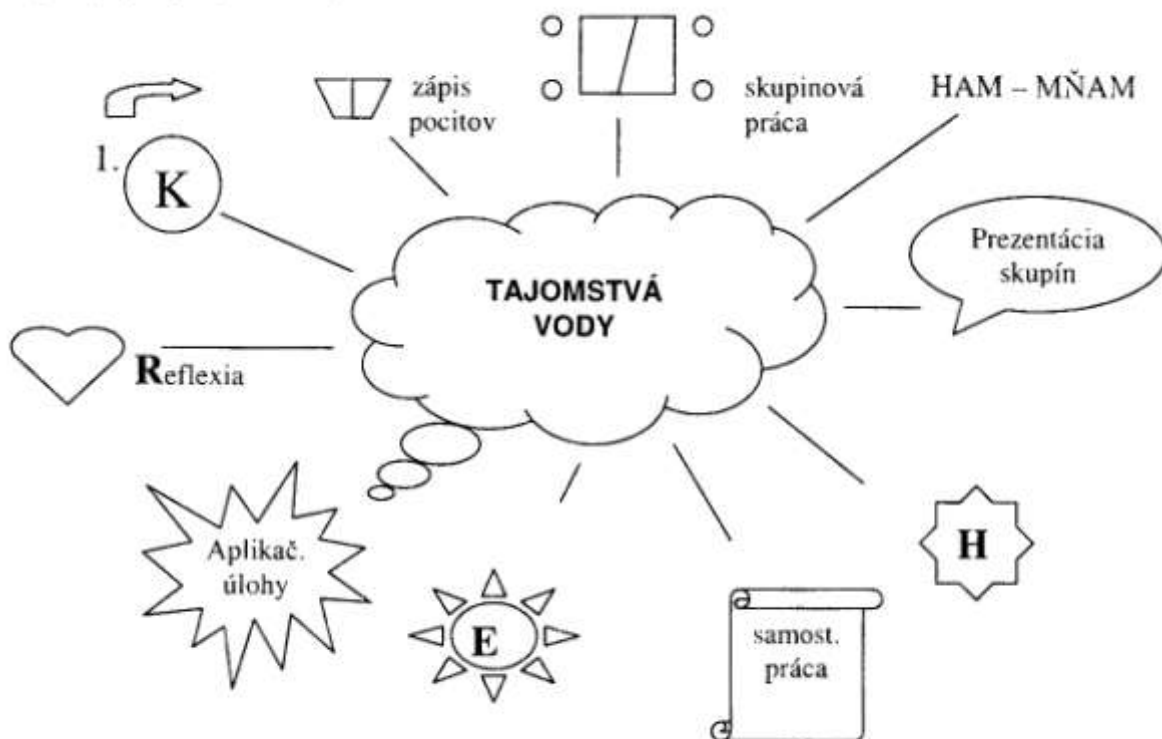 1.
K
zápis
pocitov
skupinová
práca
HAM – MŇAM
Prezentácia
skupín
TAJOMSTVÁ
VODY
Reflexia
Aplikač.
úlohy
E
samost.
práca
H